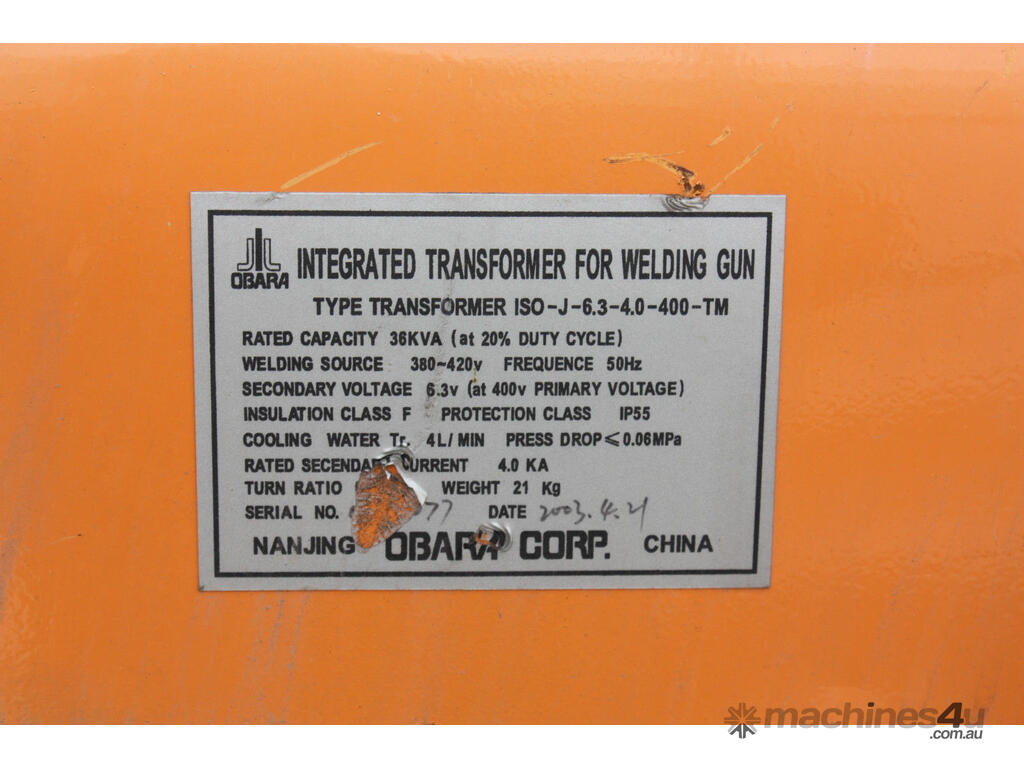 OBARA INTEGRATED TRANSFORMER FOR WELDING GUN
TYPE TRANSFORMER ISO-J-6.3-4.0-400-TM
RATED CAPACITY 36KVA (at 20% DUTY CYCLE)
WELDING SOURCE 380~420v FREQUENCE 50Hz
SECONDARY VOLTAGE 6.3v (at 400v PRIMARY VOLTAGE)
INSULATION CLASS F PROTECTION CLASS IP55
COOLING WATER Tr. 4L/MIN PRESS DROP≤0.06MPa
RATED SECENDARY CURRENT 4.0 KA
TURN RATIO WEIGHT 21 Kg
SERIAL NO. 77 DATE 2003.4.21
NANJING OBARA CORP. CHINA
machines4u
.com.au